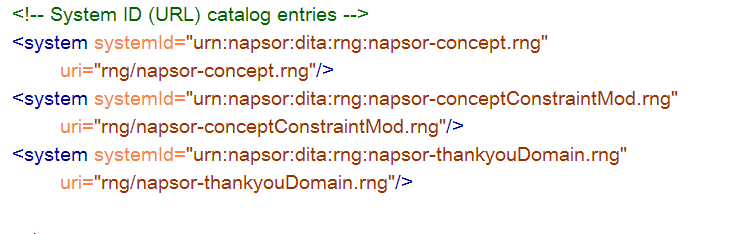 <!-- System ID (URL) catalog entries -->
<system systemId="urn:napsor:dita:rng:napsor-concept.rng"
uri="rng/napsor-concept.rng"/>
<system systemId="urn:napsor:dita:rng:napsor-conceptConstraintMod.rng"
uri="rng/napsor-conceptConstraintMod.rng"/>
<system systemId="urn:napsor:dita:rng:napsor-thankyouDomain.rng"
uri="rng/napsor-thankyouDomain.rng"/>